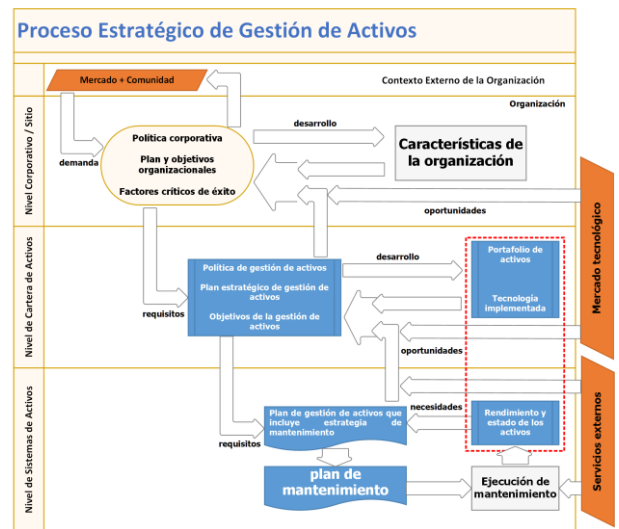 Proceso Estratégico de Gestión de Activos
Mercado + Comunidad
Contexto Externo de la Organización
Organización
Nivel Corporativo / Sitio
demanda
Política corporativa
Plan y objetivos
organizacionales
Factores críticos de éxito
desarrollo
Características de
la organización
oportunidades
Mercado tecnológico
Nivel de Cartera de Activos
requisitos
Política de gestión de activos
Plan estratégico de gestión de
activos
Objetivos de la gestión de
activos
desarrollo
Portafolio de
activos
Tecnología
implementada
oportunidades
Servicios externos
Nivel de Sistemas de Activos
requisitos
Plan de gestión de activos que
incluye estrategia de
mantenimiento
necesidades
Rendimiento y
estado de los
activos
plan de
mantenimiento
Ejecución de
mantenimiento